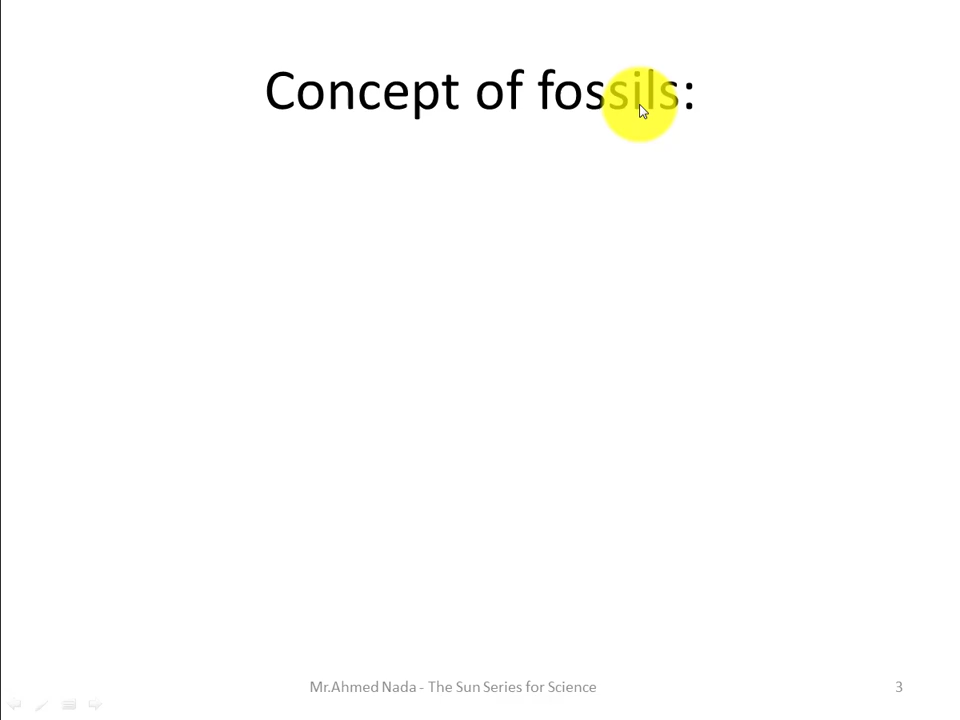 Concept of fossils:
Mr.Ahmed Nada - The Sun Series for Science
3